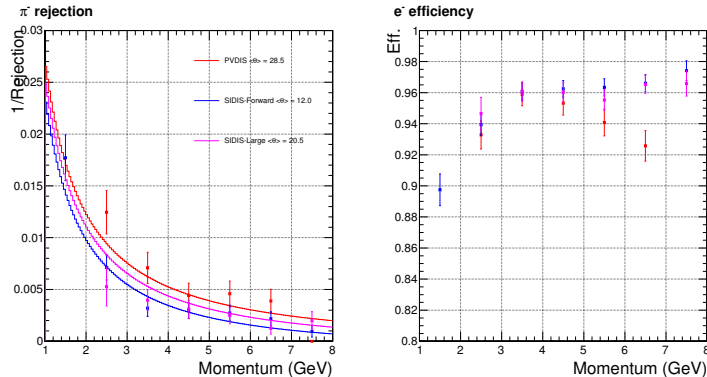 π⁻ rejection
1/Rejection
0.03
0.025
0.02
0.015
0.01
0.005
0
PVDIS <θ> = 28.5
SIDIS-Forward <θ> = 12.0
SIDIS-Large <θ> = 20.5
1 2 3 4 5 6 7 8
Momentum (GeV)
e⁻ efficiency
Eff.
1
0.98
0.96
0.94
0.92
0.9
0.88
0.86
0.84
0.82
0.8
1 2 3 4 5 6 7 8
Momentum (GeV)